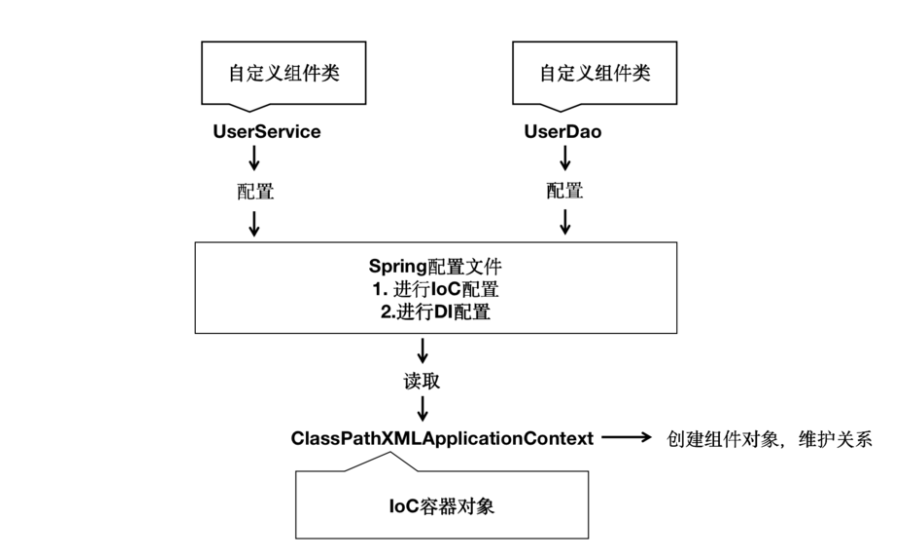 自定义组件类
自定义组件类
UserService
UserDao
配置
配置
Spring配置文件
1. 进行IoC配置
2.进行DI配置
读取
ClassPathXMLApplicationContext
创建组件对象，维护关系
IoC容器对象